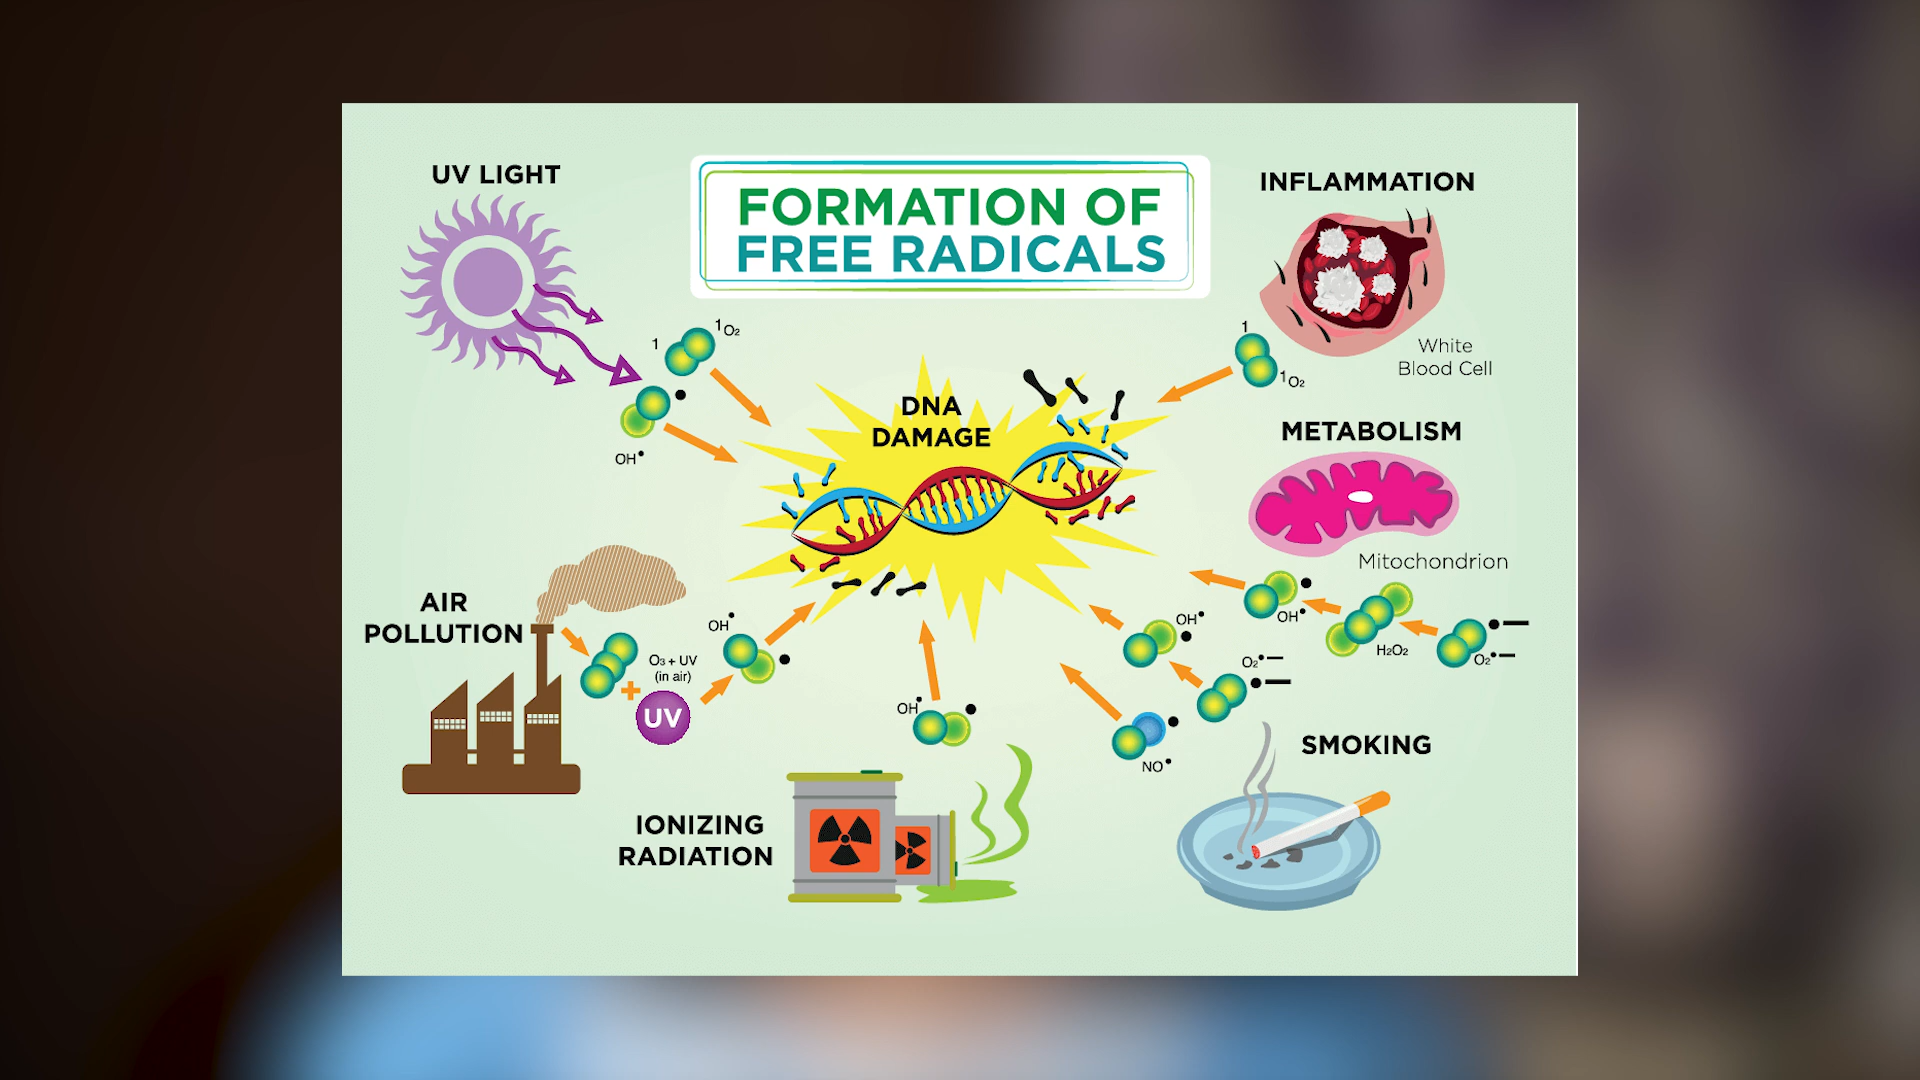 FORMATION OF
FREE RADICALS
UV LIGHT
1
¹O₂
OH•
INFLAMMATION
White
Blood Cell
1
¹O₂
DNA
DAMAGE
METABOLISM
Mitochondrion
OH•
H₂O₂
O₂•–
AIR
POLLUTION
O₃ + UV
(in air)
UV
OH•
OH•
IONIZING
RADIATION
OH•
O₂•–
NO•
SMOKING